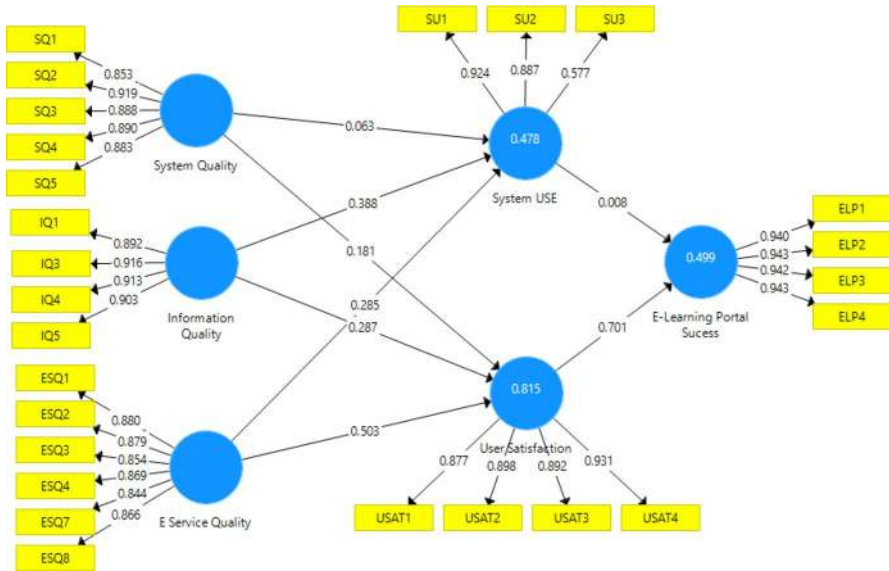 SU1
SU2
SU3
SQ1
SQ2
SQ3
SQ4
SQ5
0.853
0.919
0.888
0.890
0.883
0.924
0.887
0.577
System Quality
0.063
0.478
System USE
IQ1
IQ3
IQ4
IQ5
0.892
0.916
0.913
0.903
0.388
0.181
0.008
Information
Quality
0.285
0.287
0.499
E-Learning Portal
Sucess
0.940
0.943
0.942
0.943
ELP1
ELP2
ELP3
ELP4
0.701
ESQ1
ESQ2
ESQ3
ESQ4
ESQ7
ESQ8
0.880
0.879
0.854
0.869
0.844
0.866
E Service Quality
0.503
0.815
User Satisfaction
0.877
0.898
0.892
0.931
USAT1
USAT2
USAT3
USAT4